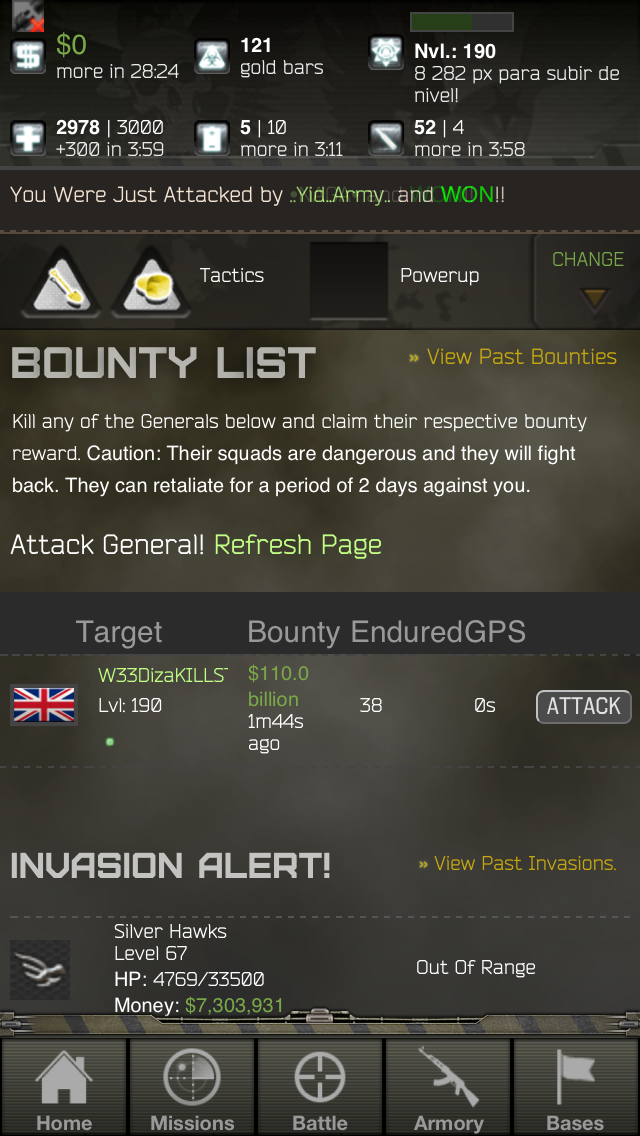 $0
more in 28:24
121
gold bars
Nvl.: 190
8 282 px para subir de
nivel!
2978 | 3000
+300 in 3:59
5 | 10
more in 3:11
52 | 4
more in 3:58
You Were Just Attacked by ..Yid..Army.. and WON!!
Tactics
Powerup
CHANGE
BOUNTY LIST
» View Past Bounties
Kill any of the Generals below and claim their respective bounty
reward. Caution: Their squads are dangerous and they will fight
back. They can retaliate for a period of 2 days against you.
Attack General! Refresh Page
Target Bounty Endured GPS
W33DizaKILLS
Lvl: 190
$110.0
billion
1m44s
ago
38
0s
ATTACK
INVASION ALERT!
» View Past Invasions.
Silver Hawks
Level 67
HP: 4769/33500
Money: $7,303,931
Out Of Range
Home
Missions
Battle
Armory
Bases